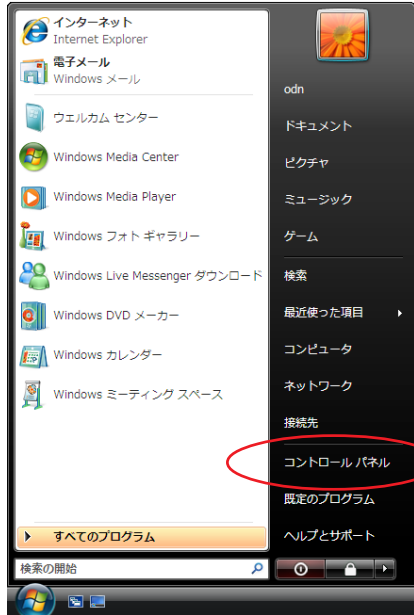 インターネット
Internet Explorer
電子メール
Windows メール
ウェルカム センター
Windows Media Center
Windows Media Player
Windows フォト ギャラリー
Windows Live Messenger ダウンロード
Windows DVD メーカー
Windows カレンダー
Windows ミーティング スペース
すべてのプログラム
検索の開始
odn
ドキュメント
ピクチャ
ミュージック
ゲーム
検索
最近使った項目
コンピュータ
ネットワーク
接続先
コントロール パネル
既定のプログラム
ヘルプとサポート